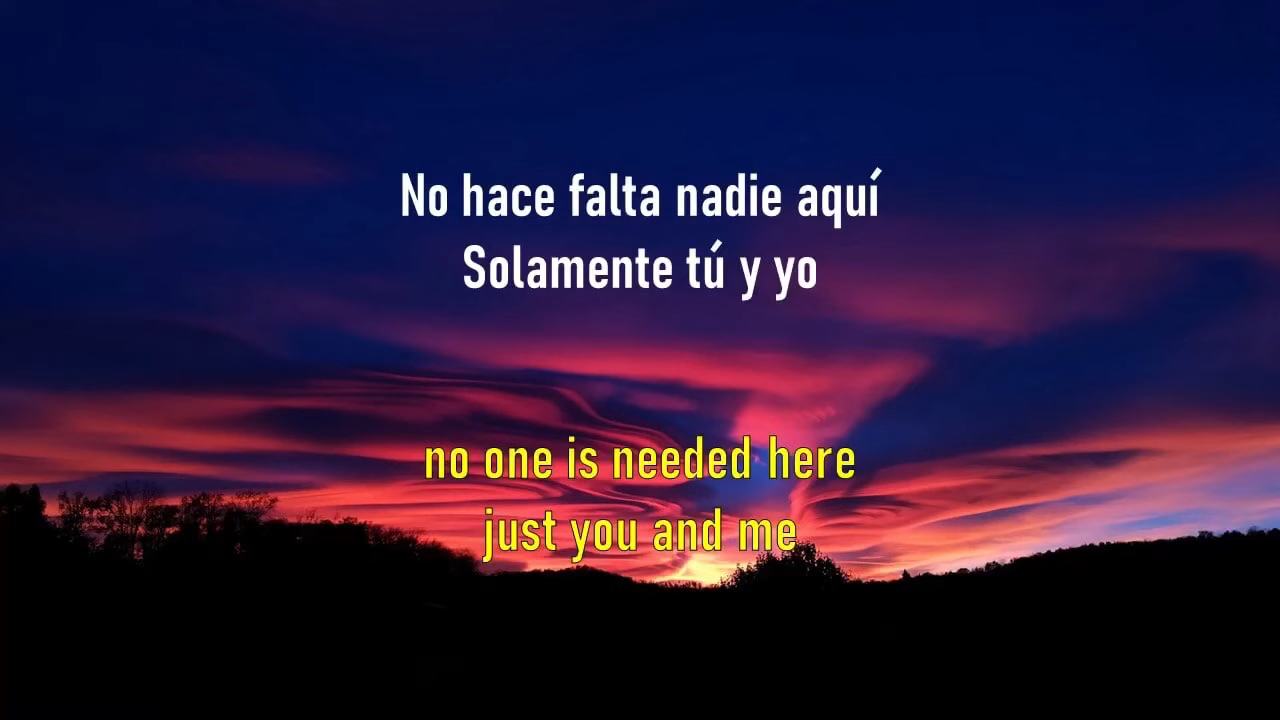 No hace falta nadie aquí
Solamente tú y yo
no one is needed here
just you and me